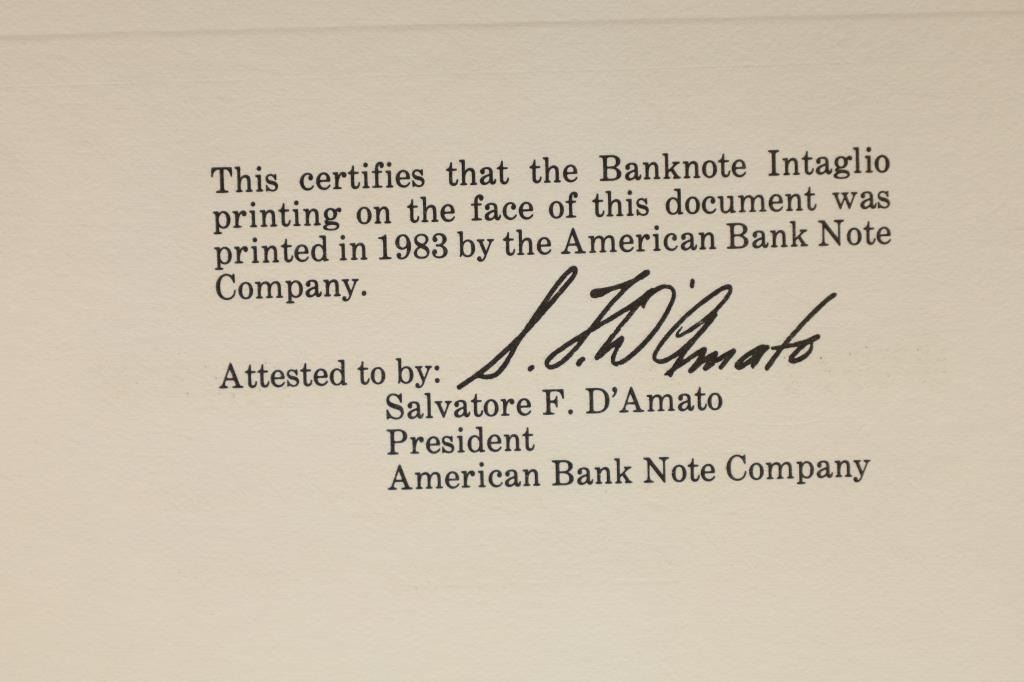 This certifies that the Banknote Intaglio
printing on the face of this document was
printed in 1983 by the American Bank Note
Company.
Attested to by: S. F. D'Amato
Salvatore F. D'Amato
President
American Bank Note Company